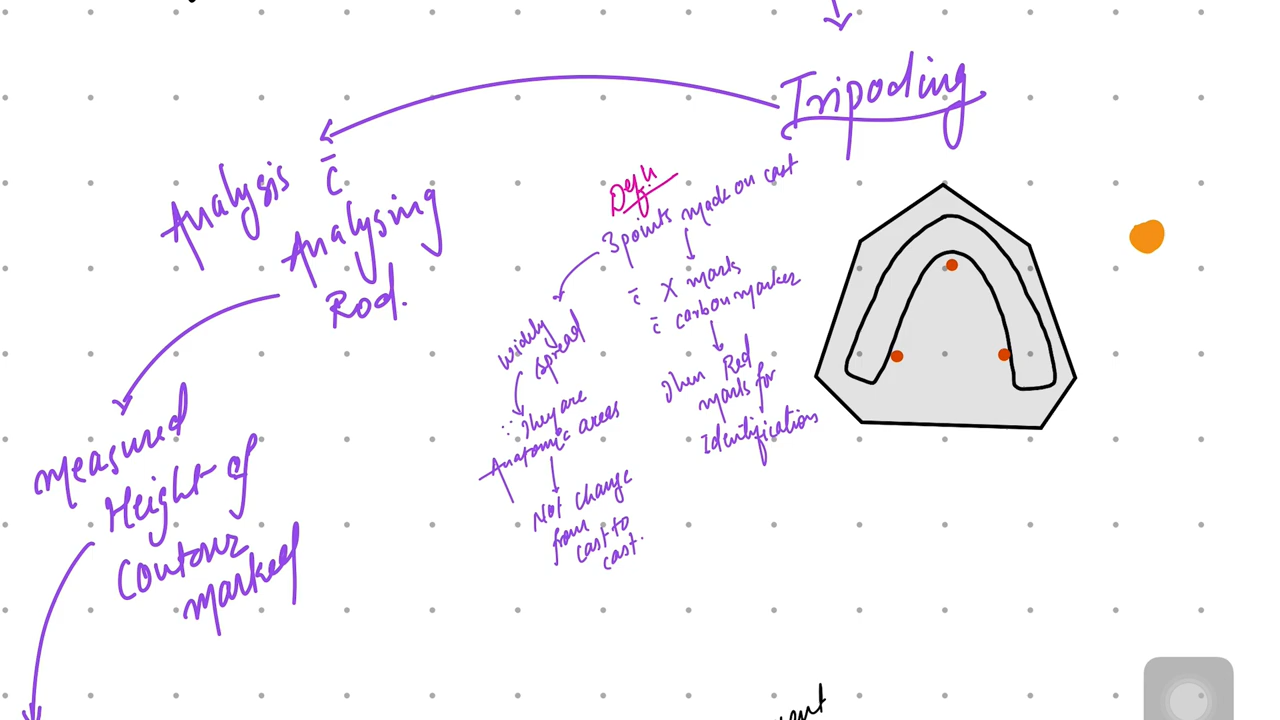 Tripoding
Analysis c̄
Analysing
Rod.
measured
Height of
Contour
marked
Defn
3 points made on cast
widely
spread
∵ They are
Anatomic areas
Not change
from
cast to
cast.
c̄ X marks
c̄ carbon marker
Then Red
marks for
Identifications